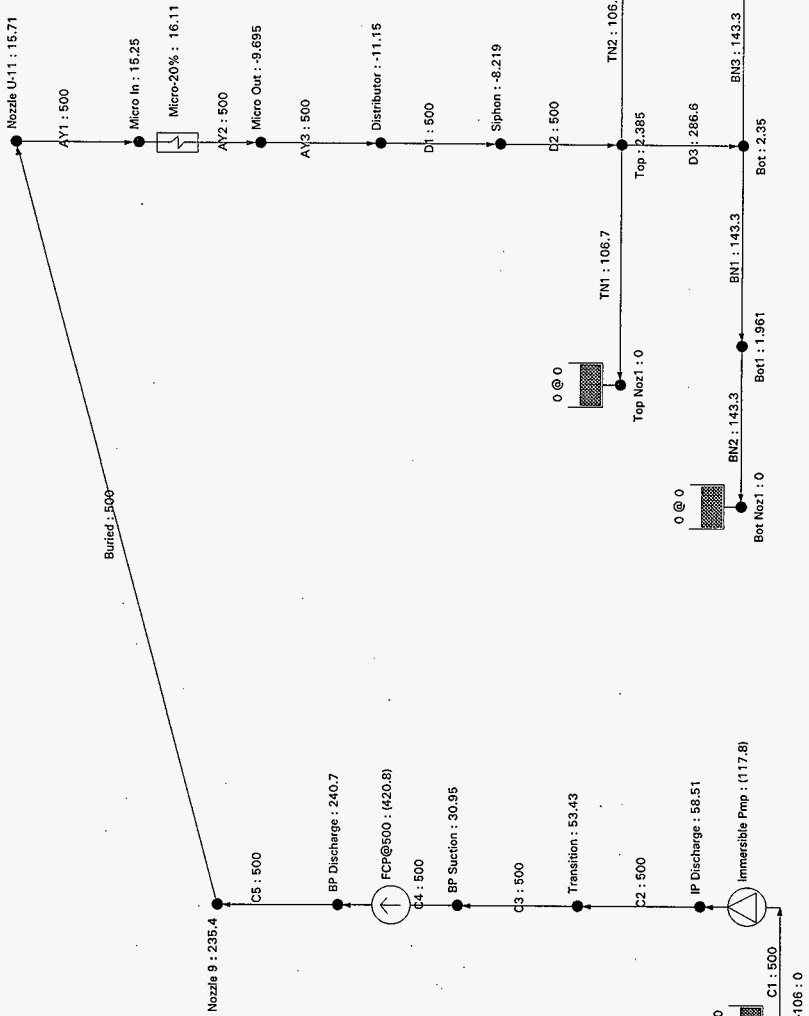 Nozzle U-11 : 15.71
AY1 : 500
Micro In : 15.25
Micro-20% : 16.11
AY2 : 500
Micro Out : -9.695
AY3 : 500
Distributor : -11.15
D1 : 500
Siphon : -8.219
D2 : 500
TN2 : 106.
Top : 2.385
D3 : 286.6
BN3 : 143.3
Bot : 2.35
TN1 : 106.7
BN1 : 143.3
0 @ 0
Top Noz1 : 0
Bot1 : 1.961
BN2 : 143.3
0 @ 0
Bot Noz1 : 0
Buried : 500
Nozzle 9 : 235.4
C5 : 500
BP Discharge : 240.7
FCP@500 : (420.8)
C4 : 500
BP Suction : 30.95
C3 : 500
Transition : 53.43
C2 : 500
IP Discharge : 58.51
Immersible Pmp : (117.8)
C1 : 500
0
-106 : 0